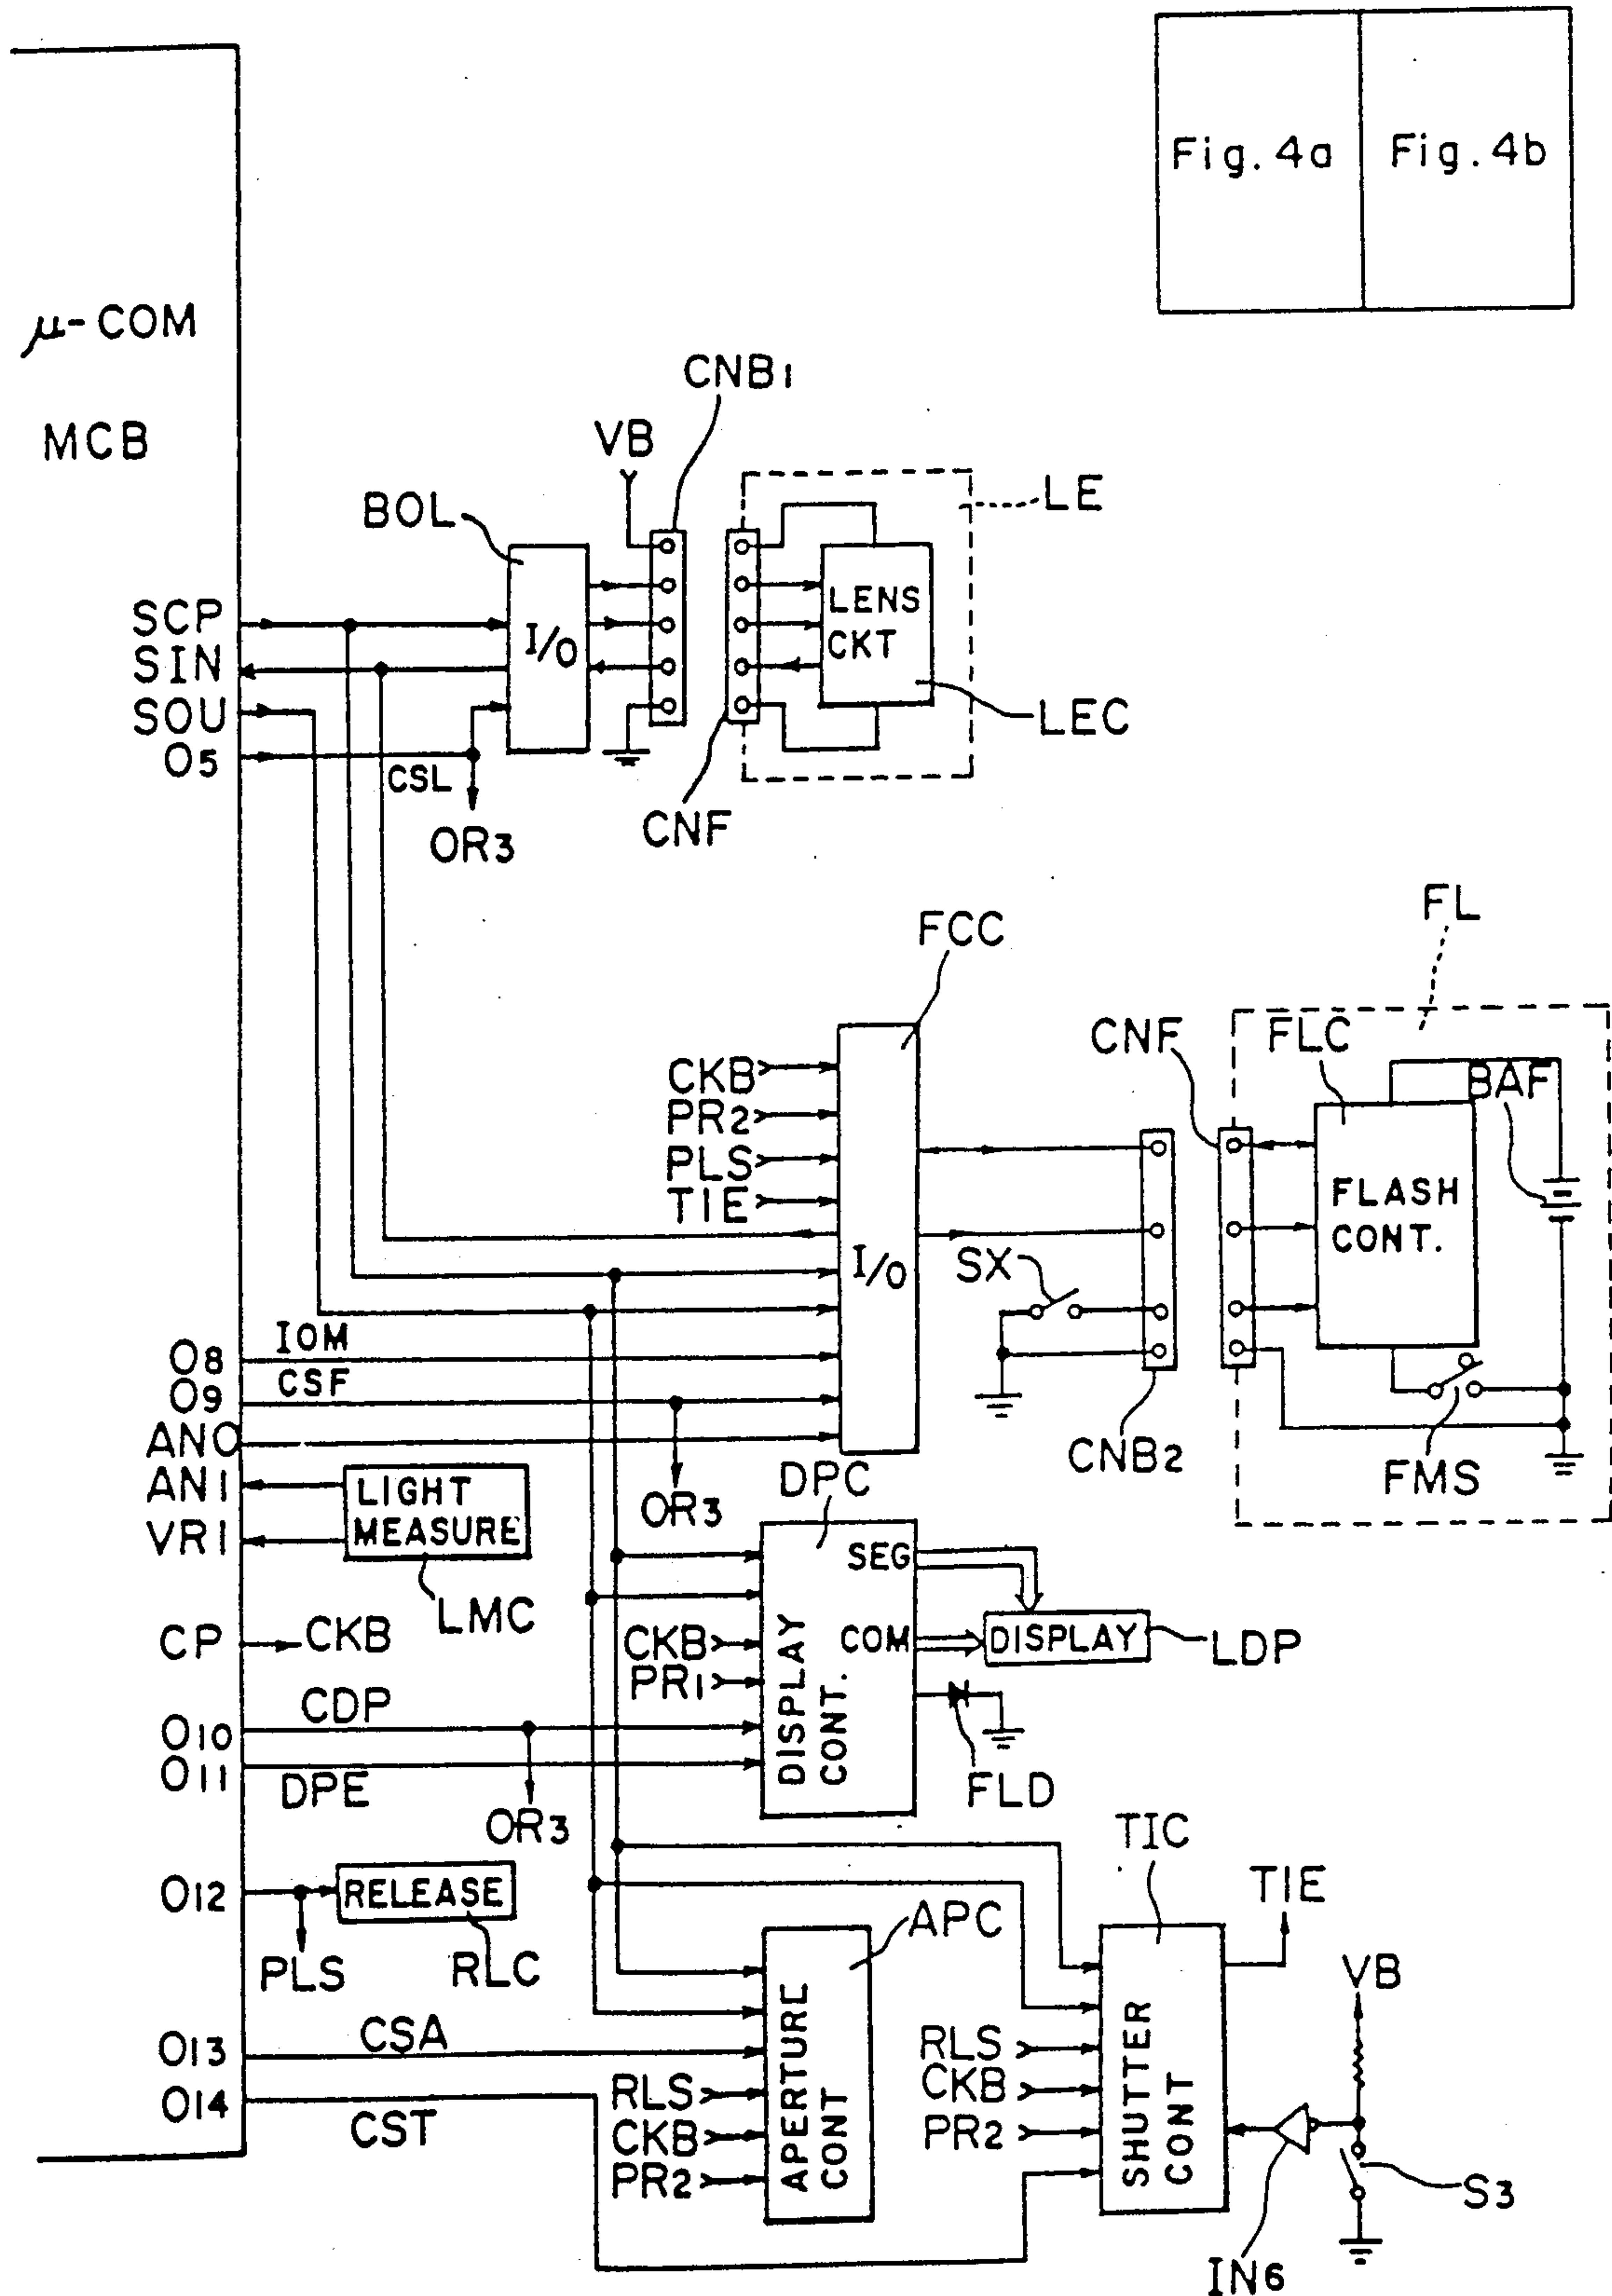 Fig. 4a
Fig. 4b
μ-COM
MCB
CNB1
VB
BOL
LE
SCP
SIN
SOU
O5
I/O
LENS
CKT
LEC
CSL
OR3
CNF
FCC
FL
CKB
PR2
PLS
TIE
CNF
FLC
BAF
FLASH
CONT.
I/O
SX
O8
IOM
O9
CSF
ANO
ANI
VRI
LIGHT
MEASURE
LMC
OR3
DPC
CNB2
FMS
SEG
COM
DISPLAY
CONT.
DISPLAY
LDP
CP
CKB
CKB
PR1
O10
CDP
O11
DPE
OR3
FLD
TIC
TIE
O12
RELEASE
PLS
RLC
APC
VB
O13
CSA
O14
CST
RLS
CKB
PR2
APERTURE
CONT
RLS
CKB
PR2
SHUTTER
CONT
S3
IN6